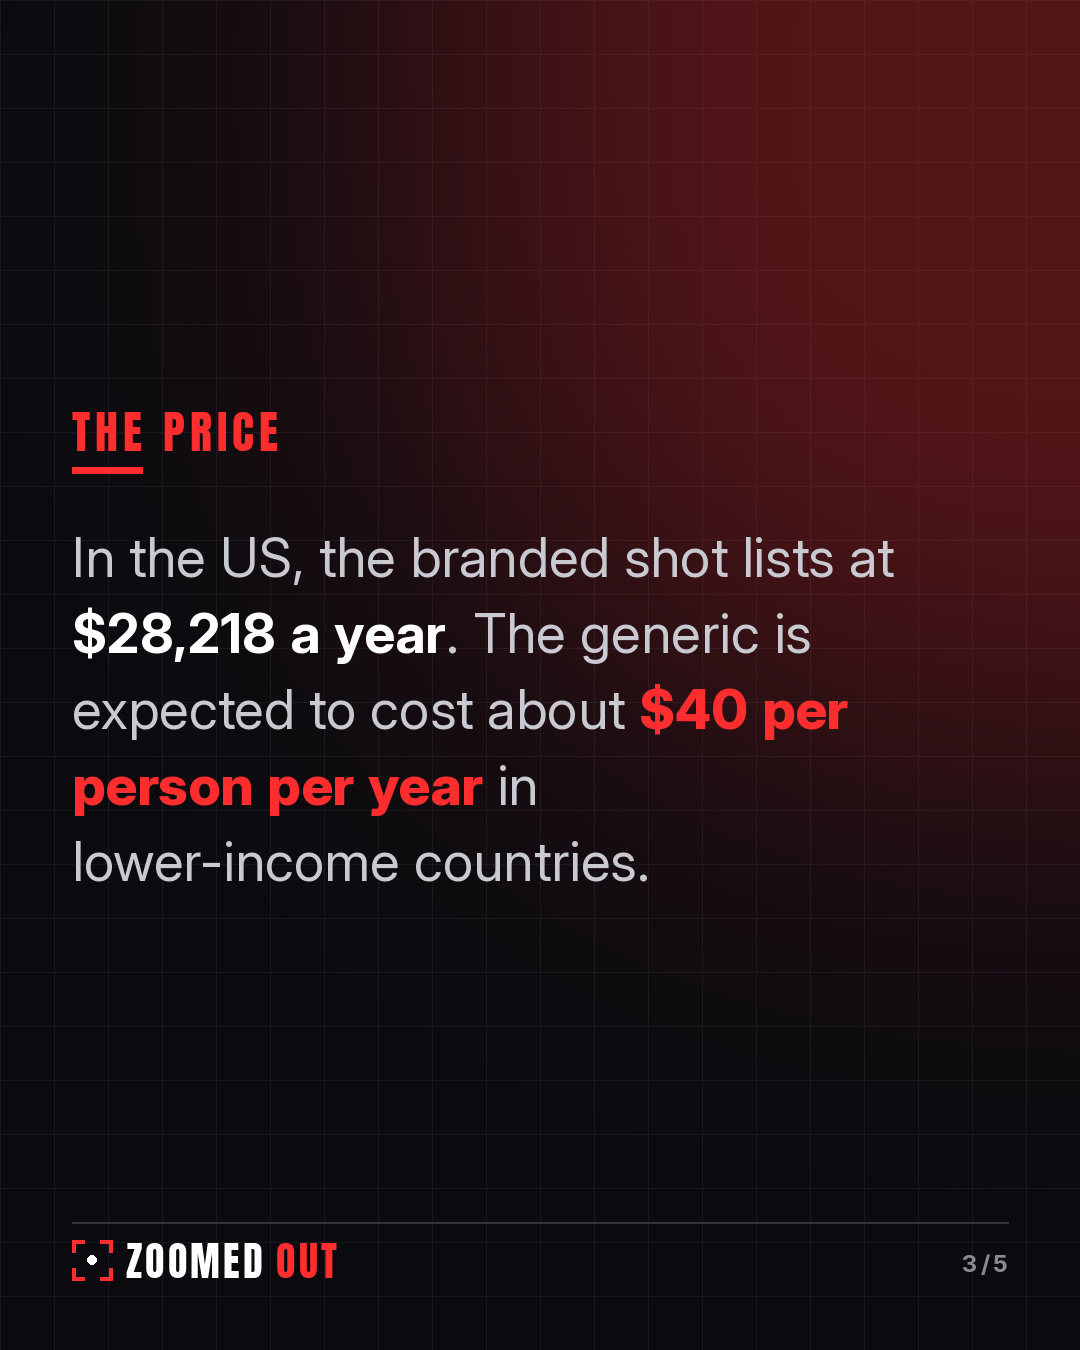 THE PRICE
In the US, the branded shot lists at
$28,218 a year. The generic is
expected to cost about $40 per
person per year in
lower-income countries.
ZOOMED OUT
3/5